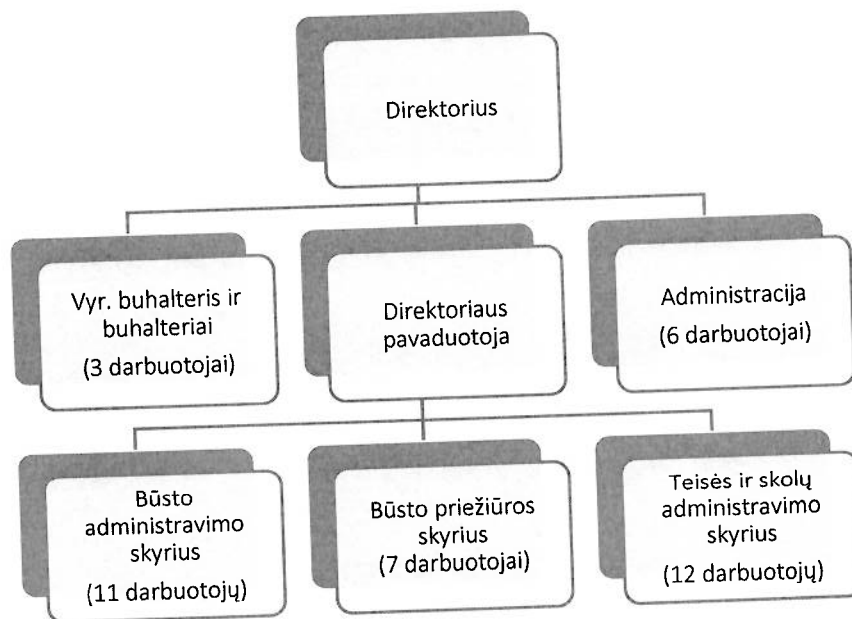 Direktorius
Vyr. buhalteris ir
buhalteriai
(3 darbuotojai)
Direktoriaus
pavaduotoja
Administracija
(6 darbuotojai)
Būsto
administravimo
skyrius
(11 darbuotojų)
Būsto priežiūros
skyrius
(7 darbuotojai)
Teisės ir skolų
administravimo
skyrius
(12 darbuotojų)